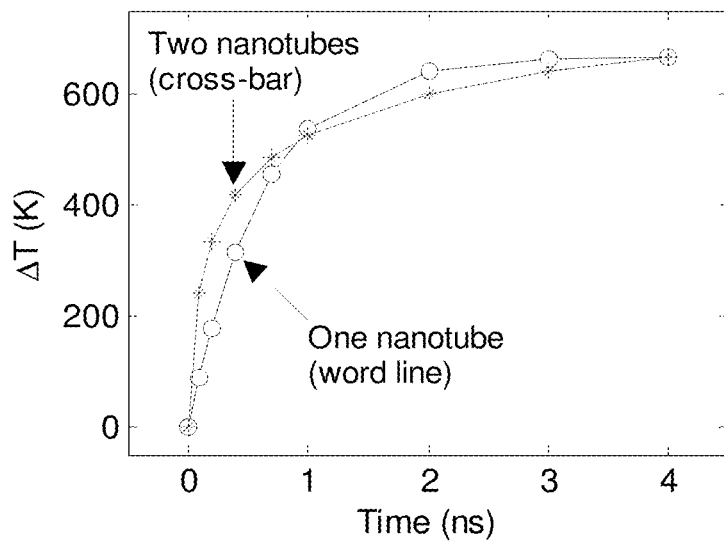 Two nanotubes
(cross-bar)
600
400
200
0
ΔT (K)
One nanotube
(word line)
0 1 2 3 4
Time (ns)